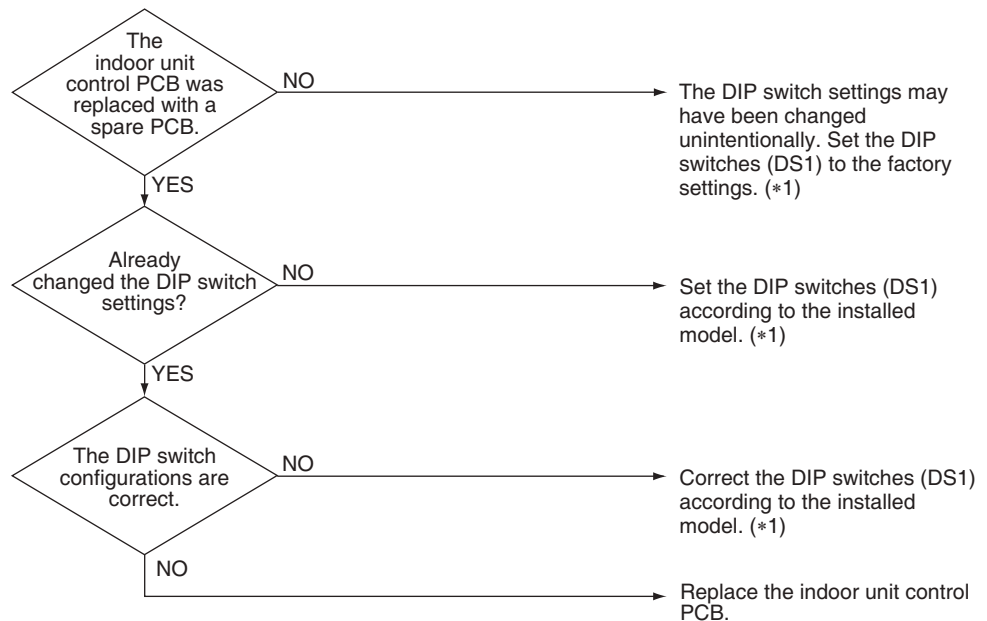 The
indoor unit
control PCB was
replaced with a
spare PCB.
NO
The DIP switch settings may
have been changed
unintentionally. Set the DIP
switches (DS1) to the factory
settings. (*1)
YES
Already
changed the DIP switch
settings?
NO
Set the DIP switches (DS1)
according to the installed
model. (*1)
YES
The DIP switch
configurations are
correct.
NO
Correct the DIP switches (DS1)
according to the installed
model. (*1)
NO
Replace the indoor unit control
PCB.